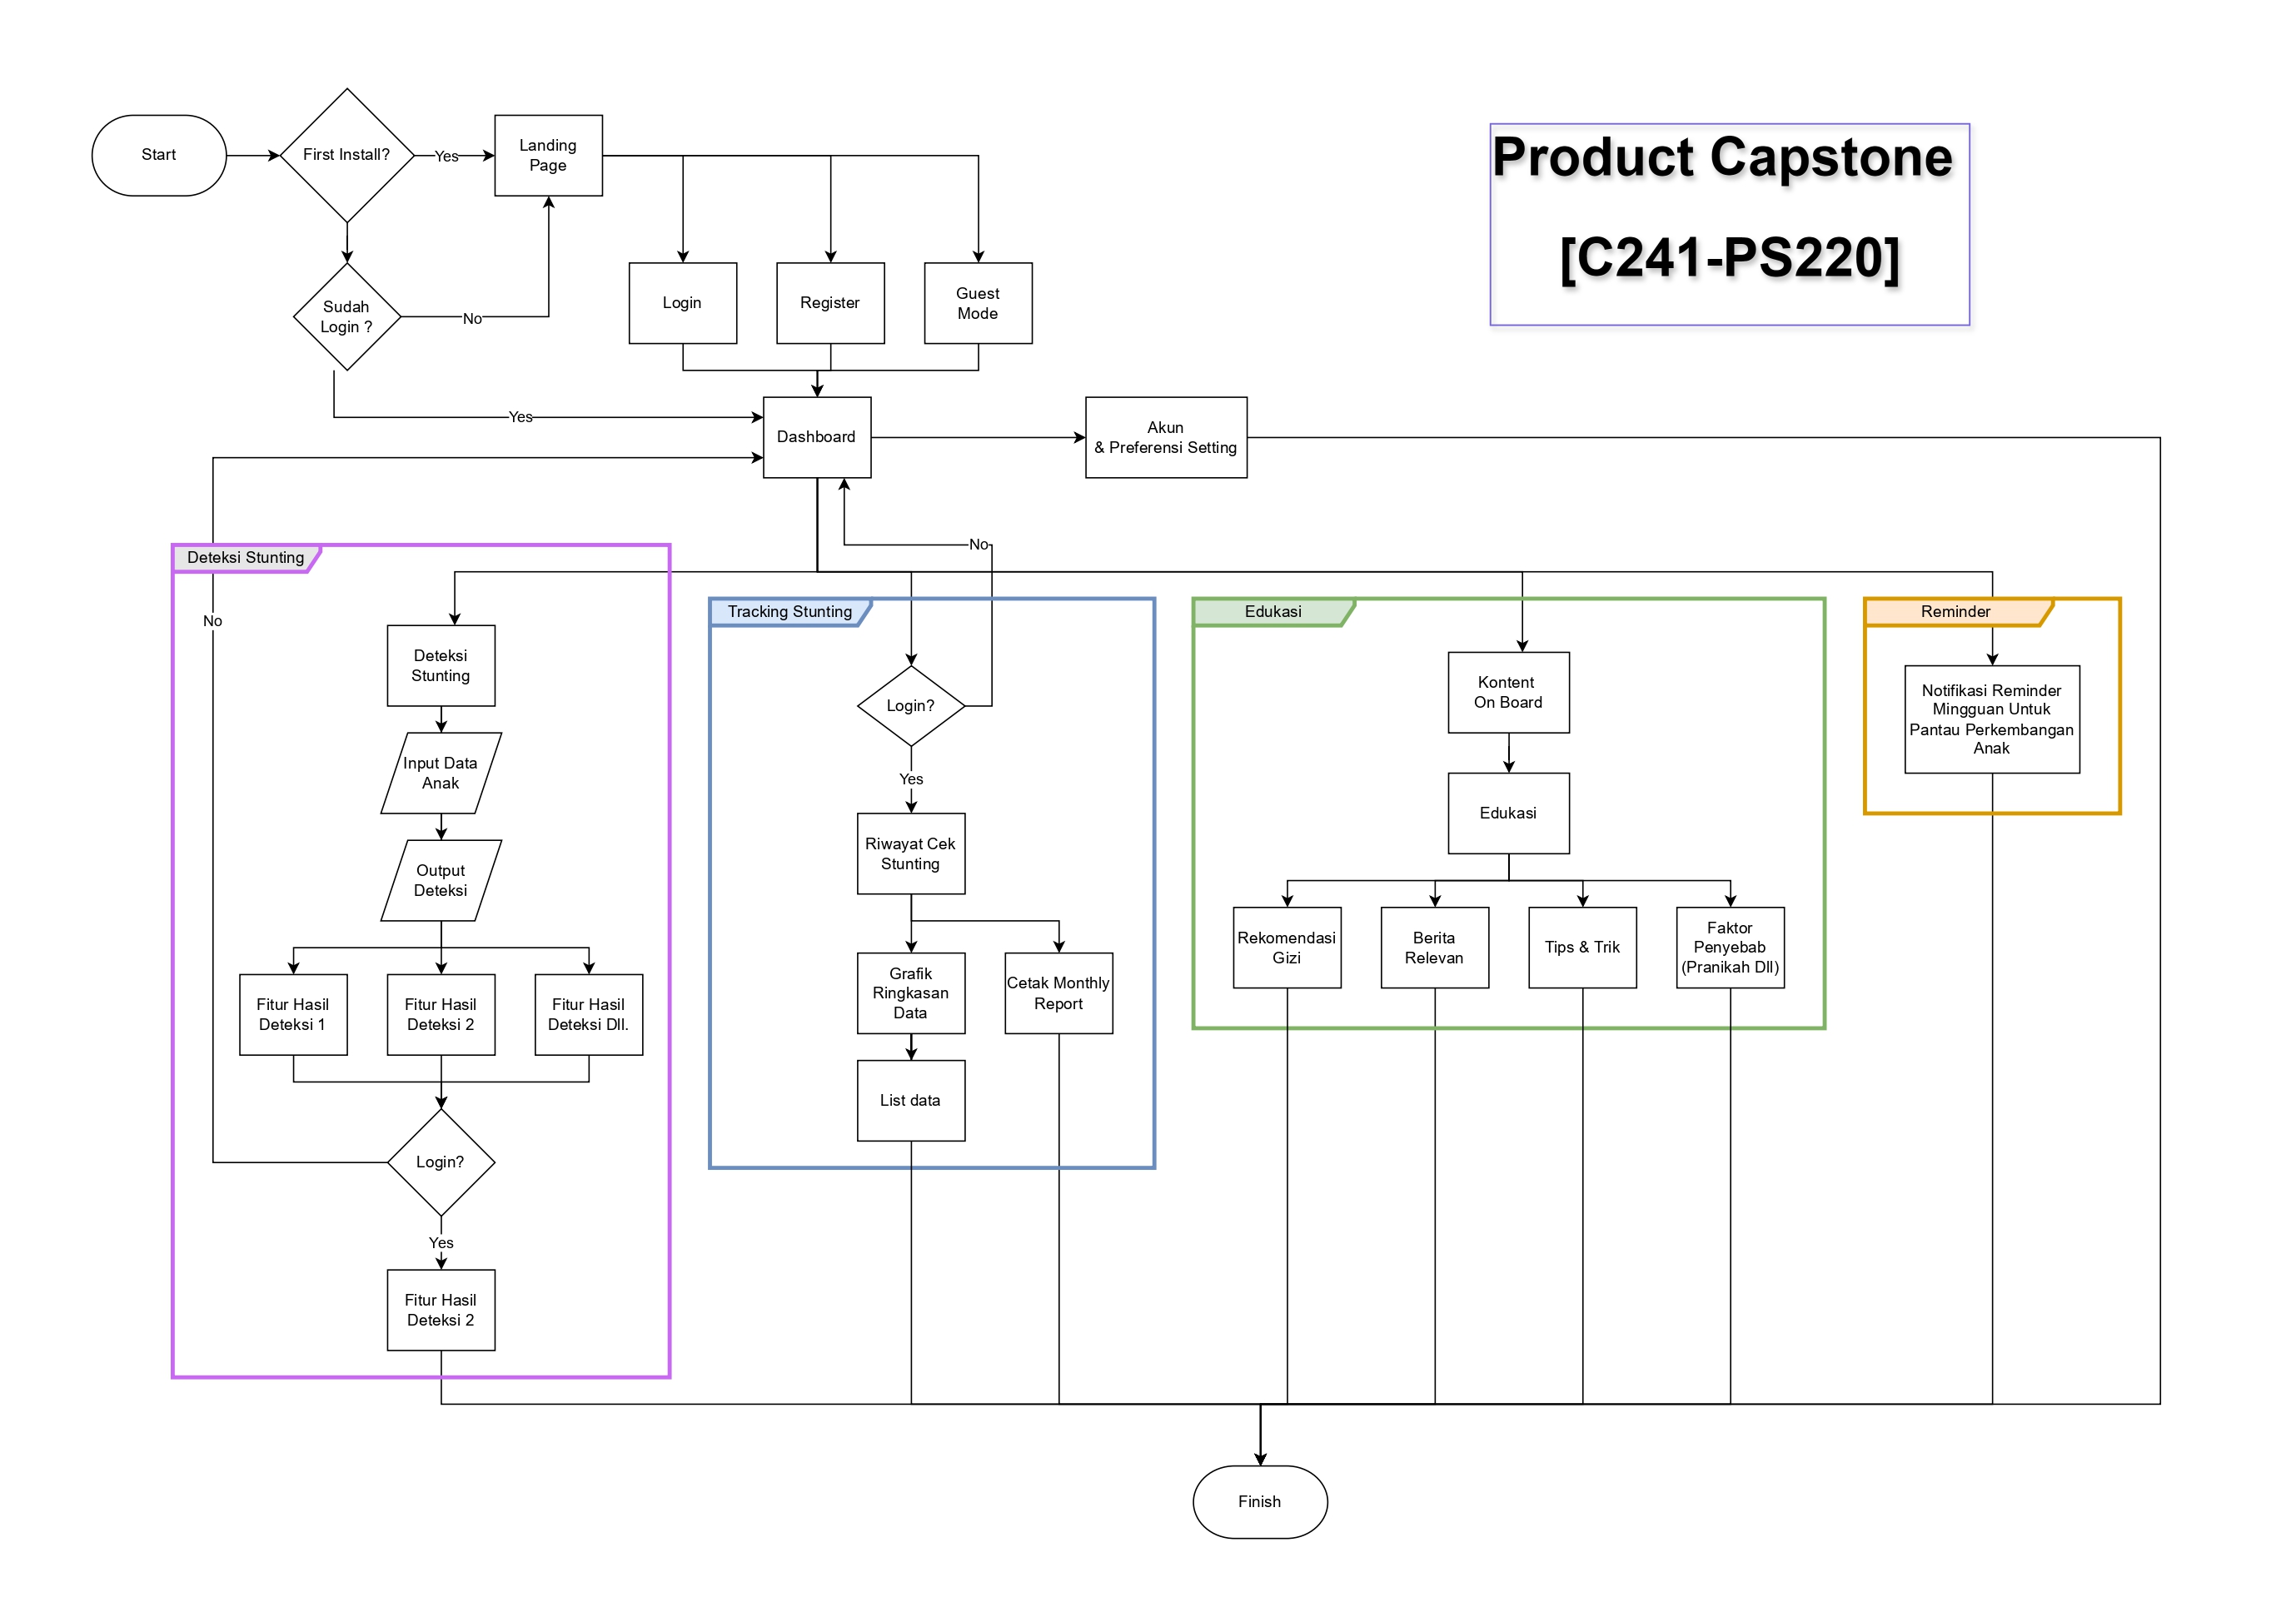 Product Capstone
[C241-PS220]
Start
First Install?
Yes
Landing
Page
Sudah
Login ?
No
Login
Register
Guest
Mode
Yes
Dashboard
Akun
& Preferensi Setting
No
Deteksi Stunting
No
Deteksi
Stunting
Input Data
Anak
Output
Deteksi
Fitur Hasil
Deteksi 1
Fitur Hasil
Deteksi 2
Fitur Hasil
Deteksi Dll.
Login?
Yes
Fitur Hasil
Deteksi 2
Tracking Stunting
Login?
Yes
Riwayat Cek
Stunting
Grafik
Ringkasan
Data
Cetak Monthly
Report
List data
Edukasi
Kontent
On Board
Edukasi
Rekomendasi
Gizi
Berita
Relevan
Tips & Trik
Faktor
Penyebab
(Pranikah Dll)
Reminder
Notifikasi Reminder
Mingguan Untuk
Pantau Perkembangan
Anak
Finish